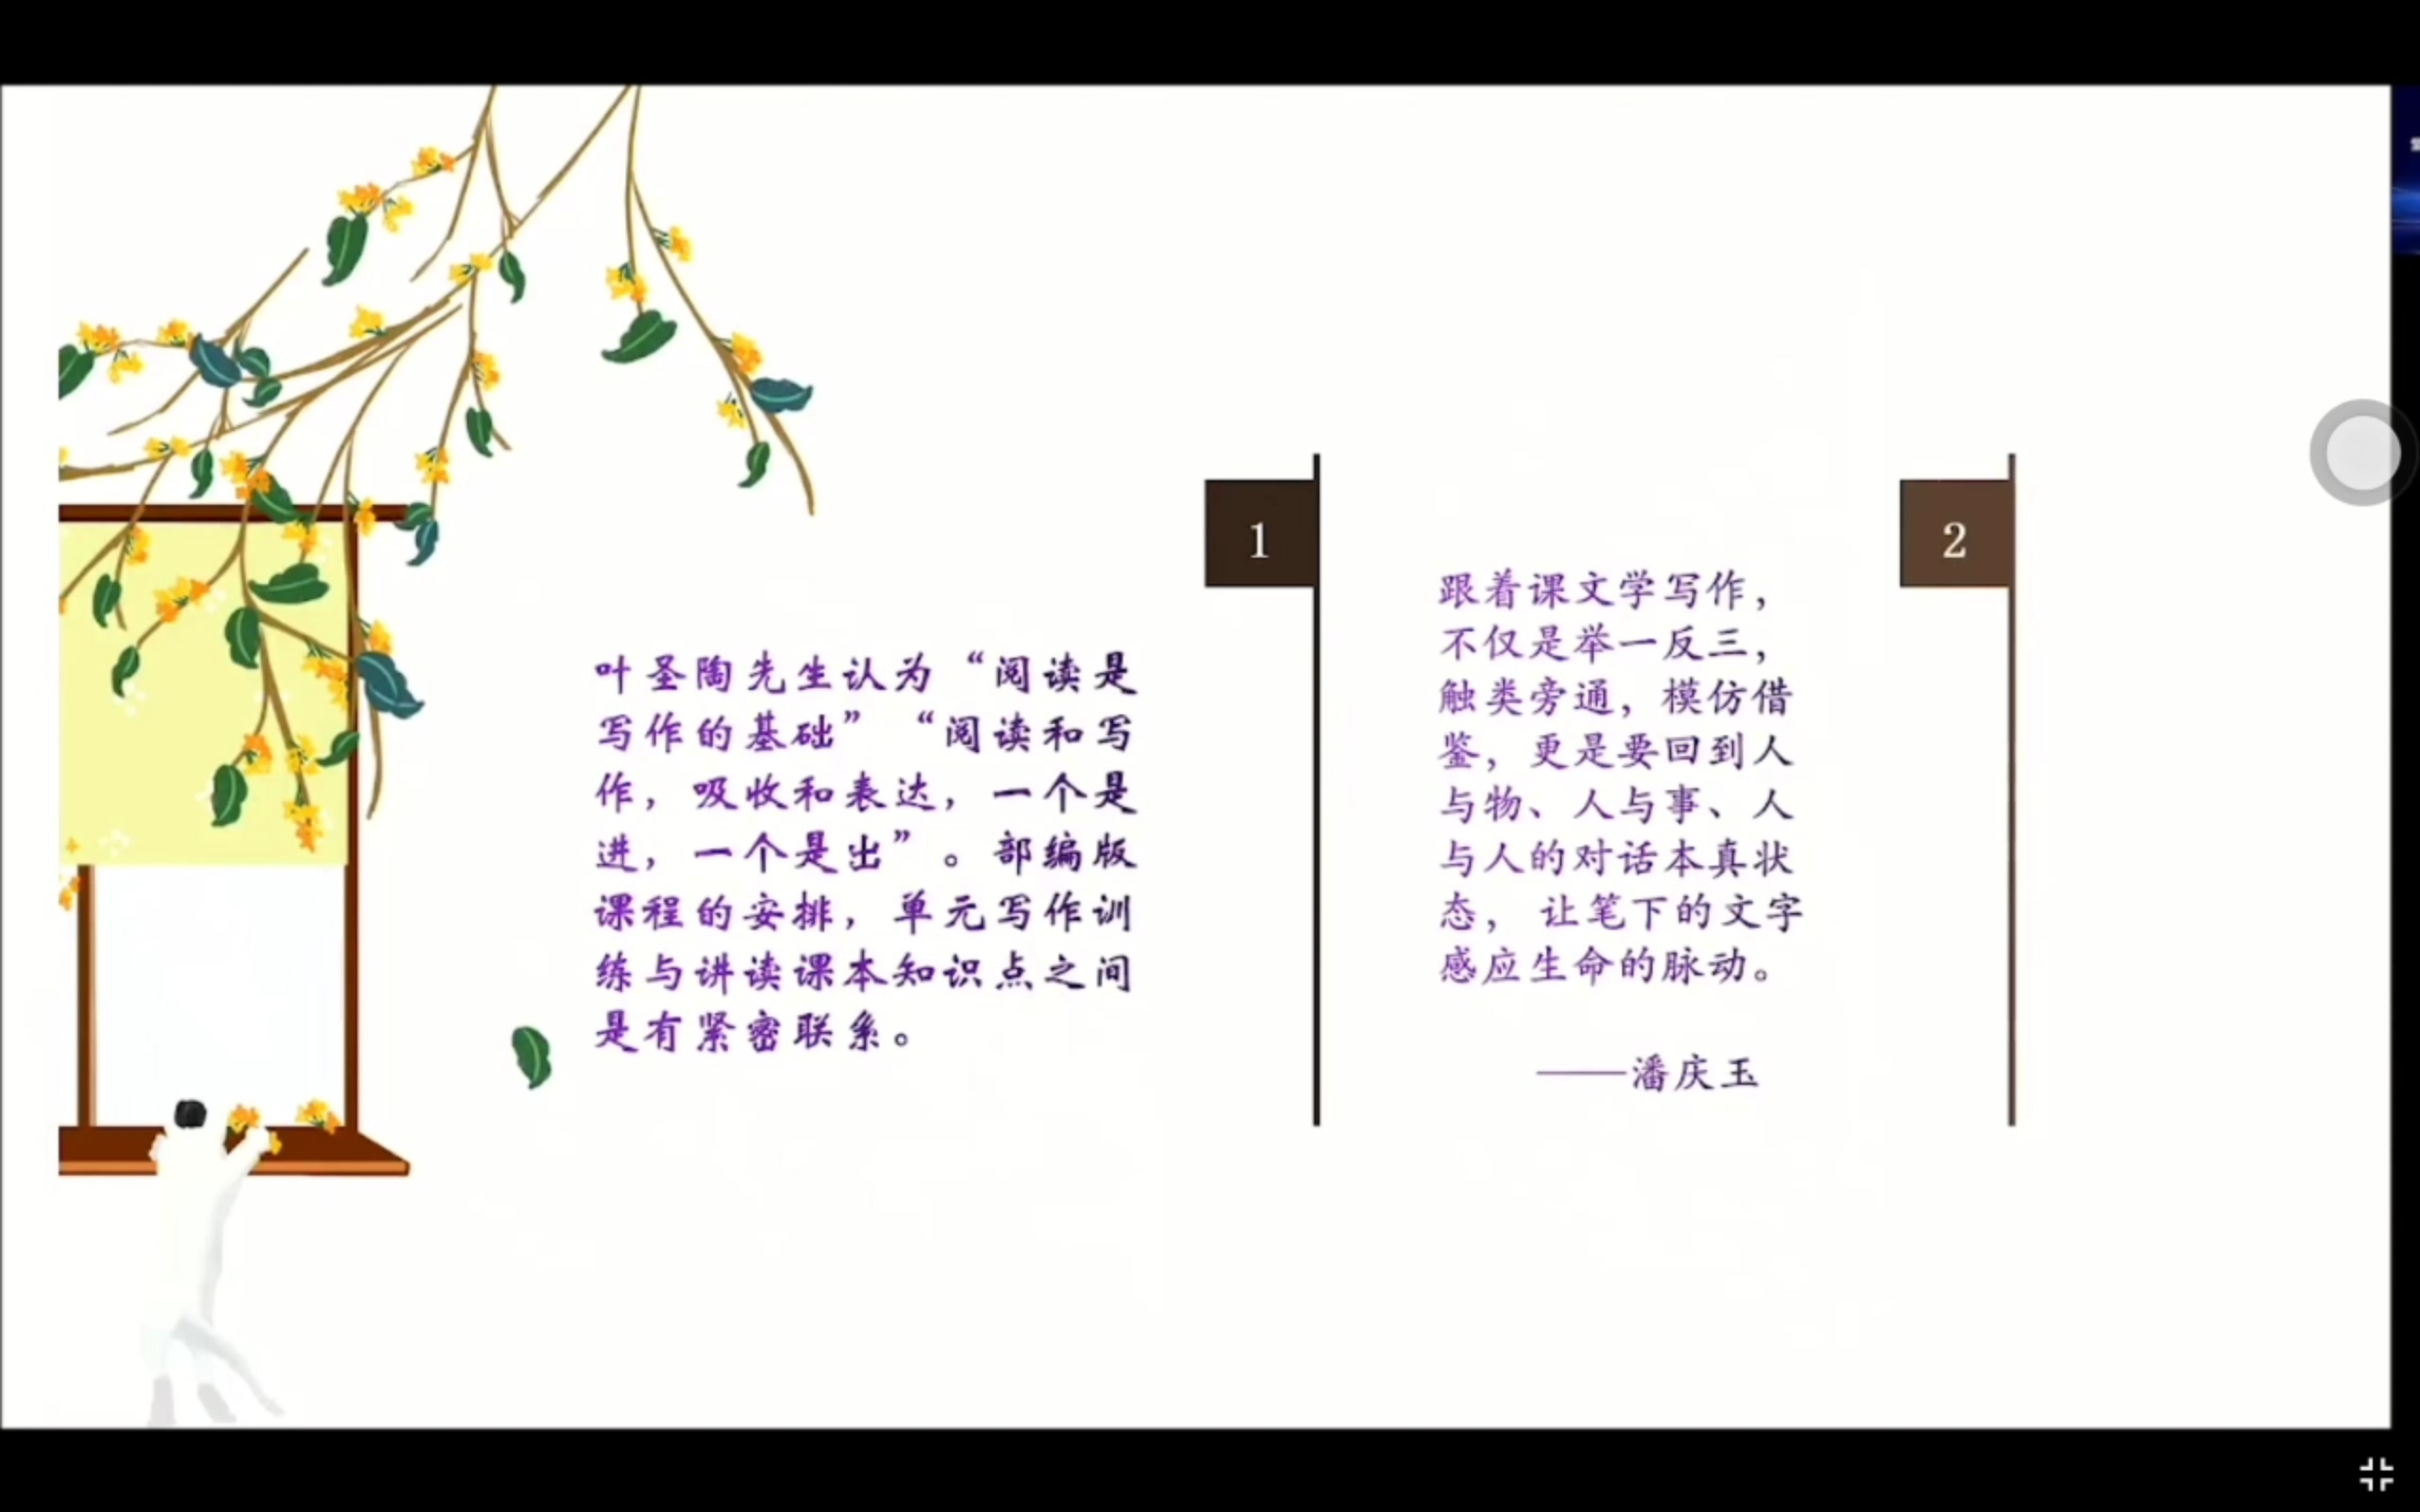 1
叶圣陶先生认为“阅读是
写作的基础”“阅读和写
作，吸收和表达，一个是
进，一个是出”。部编版
课程的安排，单元写作训
练与讲读课本知识点之间
是有紧密联系。
2
跟着课文学写作，
不仅是举一反三，
触类旁通，模仿借
鉴，更是要回到人
与物、人与事、人
与人的对话本真状
态， 让笔下的文字
感应生命的脉动。
——潘庆玉